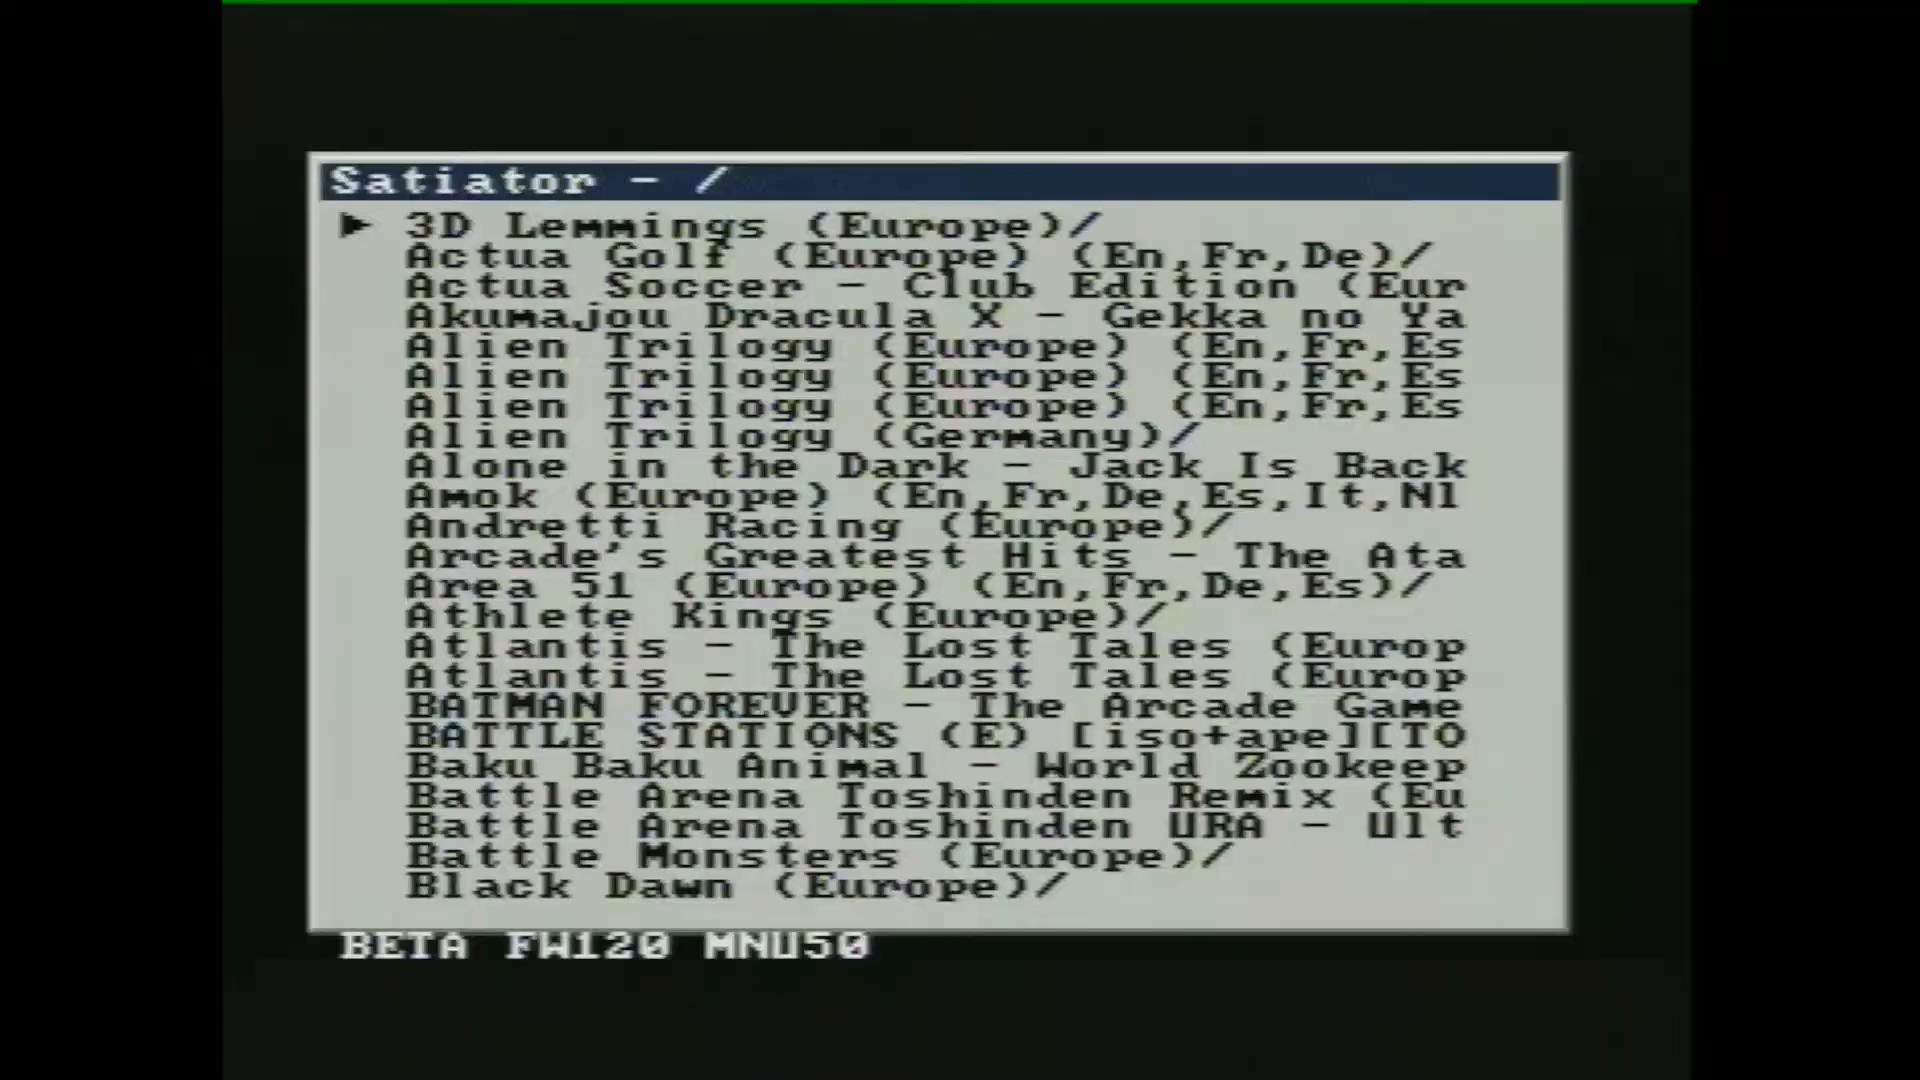 Satiator - /
► 3D Lemmings (Europe)/
Actua Golf (Europe) (En,Fr,De)/
Actua Soccer - Club Edition (Eur
Akumajou Dracula X - Gekka no Ya
Alien Trilogy (Europe) (En,Fr,Es
Alien Trilogy (Europe) (En,Fr,Es
Alien Trilogy (Europe) (En,Fr,Es
Alien Trilogy (Germany)/
Alone in the Dark - Jack Is Back
Amok (Europe) (En,Fr,De,Es,It,Nl
Andretti Racing (Europe)/
Arcade's Greatest Hits - The Ata
Area 51 (Europe) (En,Fr,De,Es)/
Athlete Kings (Europe)/
Atlantis - The Lost Tales (Europ
Atlantis - The Lost Tales (Europ
BATMAN FOREVER - The Arcade Game
BATTLE STATIONS (E) [iso+ape][TO
Baku Baku Animal - World Zookeep
Battle Arena Toshinden Remix (Eu
Battle Arena Toshinden URA - Ult
Battle Monsters (Europe)/
Black Dawn (Europe)/
BETA FW120 MNU50